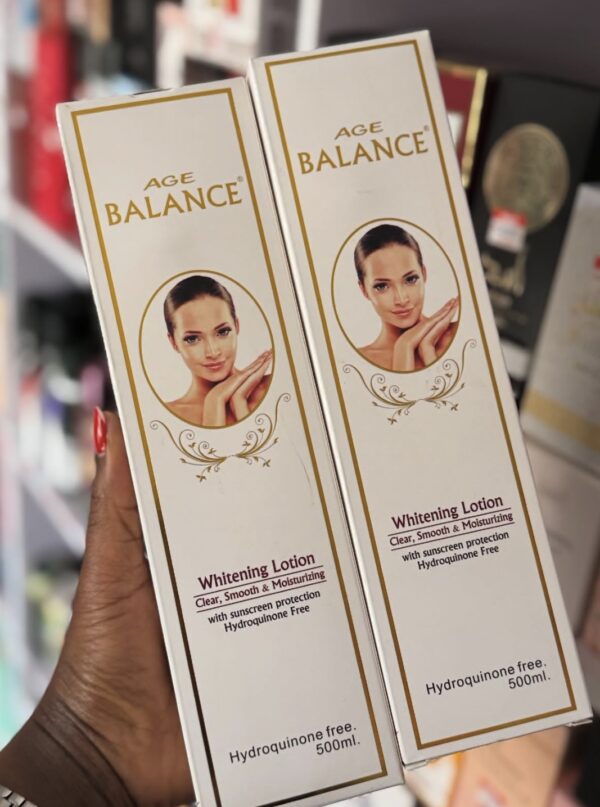 AGE
BALANCE®
Whitening Lotion
Clear, Smooth & Moisturizing
with sunscreen protection
Hydroquinone Free
Hydroquinone free.
500ml.
AGE
BALANCE®
Whitening Lotion
Clear, Smooth & Moisturizing
with sunscreen protection
Hydroquinone Free
Hydroquinone free.
500ml.